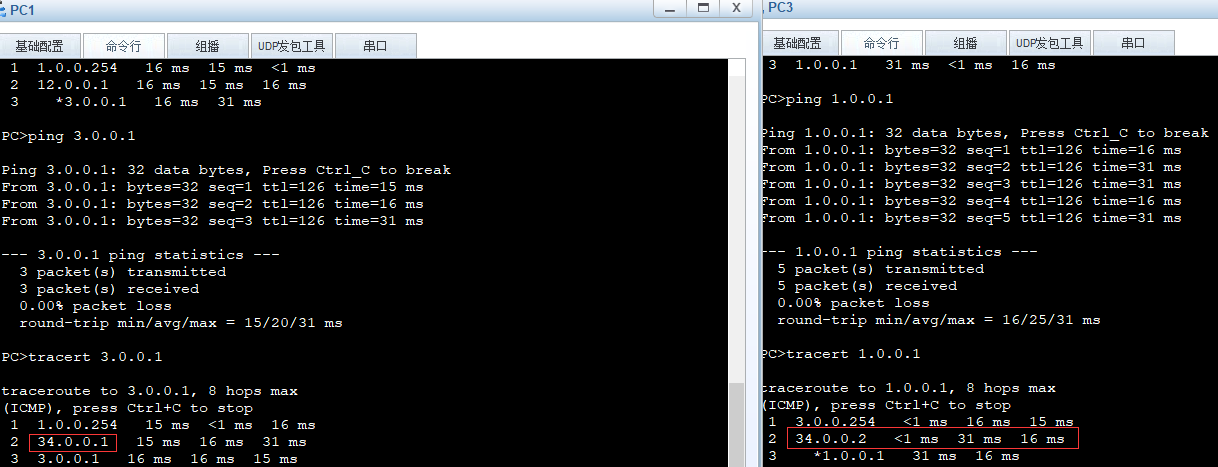 PC1
基础配置 命令行 组播 UDP发包工具 串口
1 1.0.0.254 16 ms 15 ms <1 ms
2 12.0.0.1 16 ms 15 ms 16 ms
3 *3.0.0.1 16 ms 31 ms
PC>ping 3.0.0.1
Ping 3.0.0.1: 32 data bytes, Press Ctrl_C to break
From 3.0.0.1: bytes=32 seq=1 ttl=126 time=15 ms
From 3.0.0.1: bytes=32 seq=2 ttl=126 time=16 ms
From 3.0.0.1: bytes=32 seq=3 ttl=126 time=31 ms
--- 3.0.0.1 ping statistics ---
3 packet(s) transmitted
3 packet(s) received
0.00% packet loss
round-trip min/avg/max = 15/20/31 ms
PC>tracert 3.0.0.1
traceroute to 3.0.0.1, 8 hops max
(ICMP), press Ctrl+C to stop
1 1.0.0.254 15 ms <1 ms 16 ms
2 34.0.0.1 15 ms 16 ms 31 ms
3 3.0.0.1 16 ms 16 ms 15 ms
PC3
基础配置 命令行 组播 UDP发包工具 串口
3 1.0.0.1 31 ms <1 ms 16 ms
PC>ping 1.0.0.1
Ping 1.0.0.1: 32 data bytes, Press Ctrl_C to break
From 1.0.0.1: bytes=32 seq=1 ttl=126 time=16 ms
From 1.0.0.1: bytes=32 seq=2 ttl=126 time=31 ms
From 1.0.0.1: bytes=32 seq=3 ttl=126 time=31 ms
From 1.0.0.1: bytes=32 seq=4 ttl=126 time=16 ms
From 1.0.0.1: bytes=32 seq=5 ttl=126 time=31 ms
--- 1.0.0.1 ping statistics ---
5 packet(s) transmitted
5 packet(s) received
0.00% packet loss
round-trip min/avg/max = 16/25/31 ms
PC>tracert 1.0.0.1
traceroute to 1.0.0.1, 8 hops max
(ICMP), press Ctrl+C to stop
1 3.0.0.254 <1 ms 16 ms 15 ms
2 34.0.0.2 <1 ms 31 ms 16 ms
3 *1.0.0.1 31 ms 16 ms